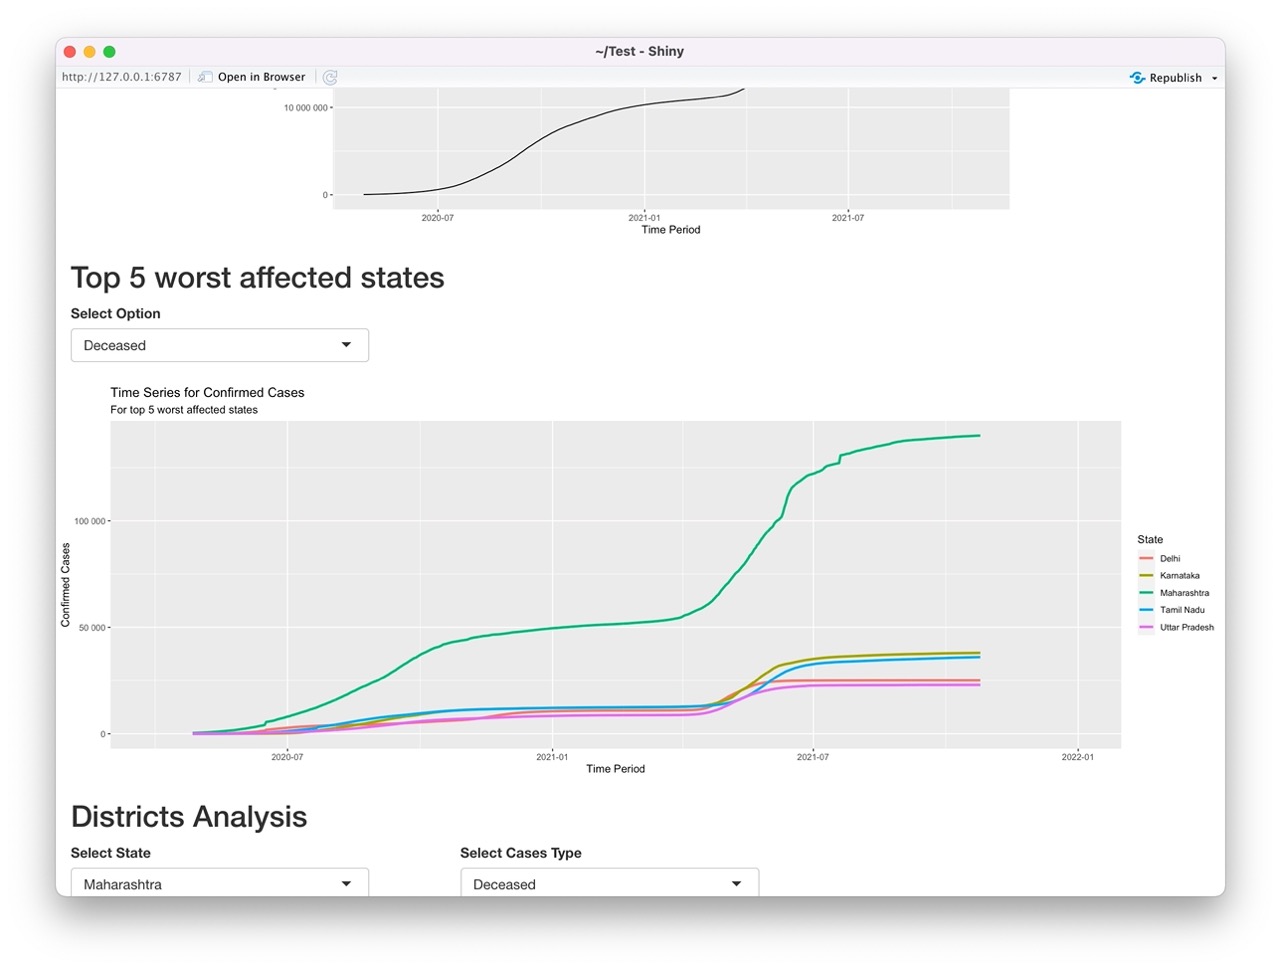 ~/Test - Shiny
http://127.0.0.1:6787 Open in Browser Republish
10 000 000
0
2020-07 2021-01 2021-07
Time Period
Top 5 worst affected states
Select Option
Deceased
Time Series for Confirmed Cases
For top 5 worst affected states
Confirmed Cases
100 000
50 000
0
2020-07 2021-01 2021-07 2022-01
Time Period
State
Delhi
Karnataka
Maharashtra
Tamil Nadu
Uttar Pradesh
Districts Analysis
Select State Select Cases Type
Maharashtra Deceased